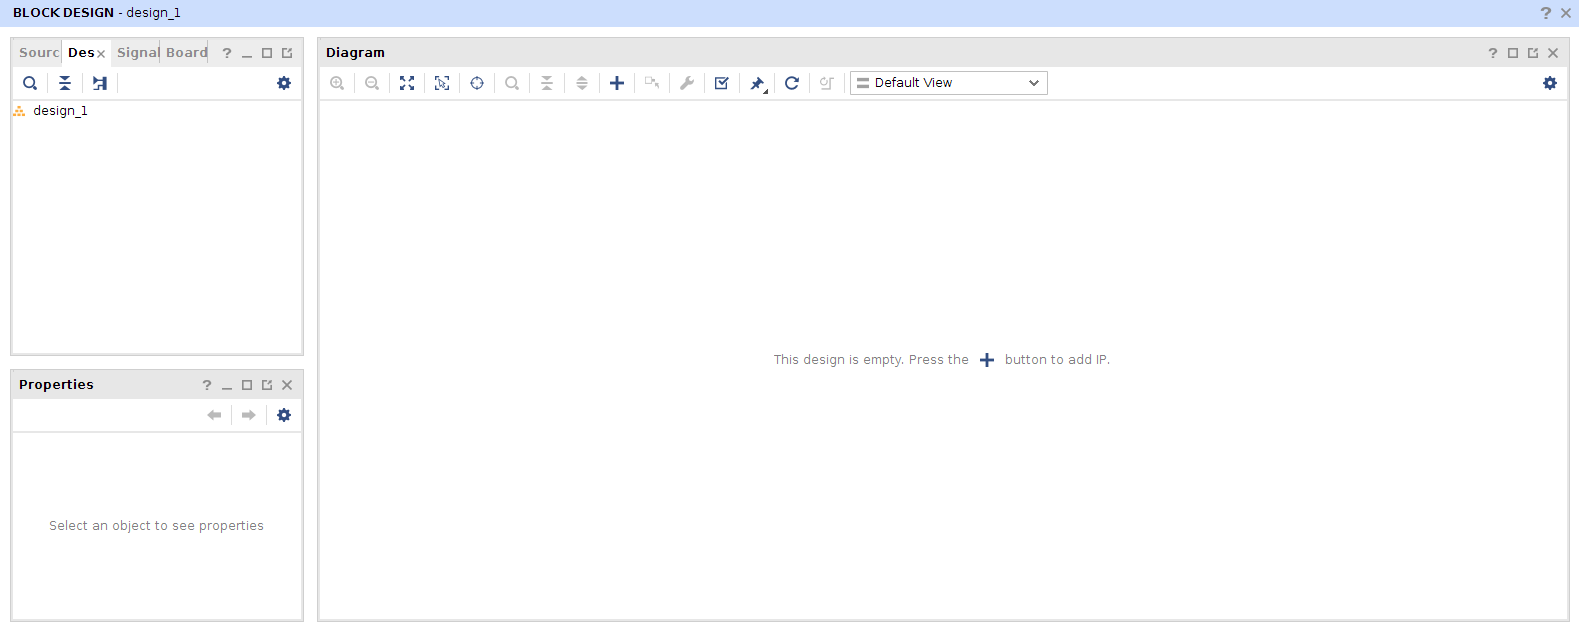 BLOCK DESIGN - design_1
Sourc Des Signal Board
Diagram
Default View
design_1
This design is empty. Press the + button to add IP.
Properties
Select an object to see properties